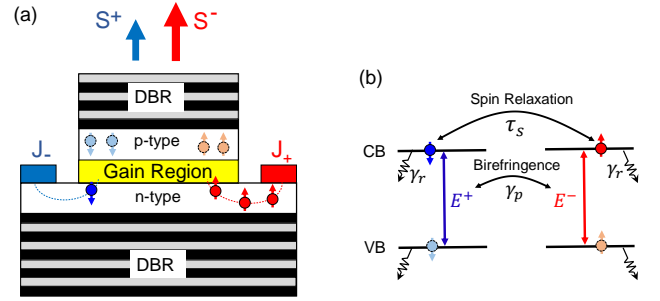 (a)
S⁺ S⁻
DBR
p-type
J₋ J₊
Gain Region
n-type
DBR
(b)
Spin Relaxation
τₛ
CB
γᵣ Birefringence γᵣ
E⁺ γₚ E⁻
VB